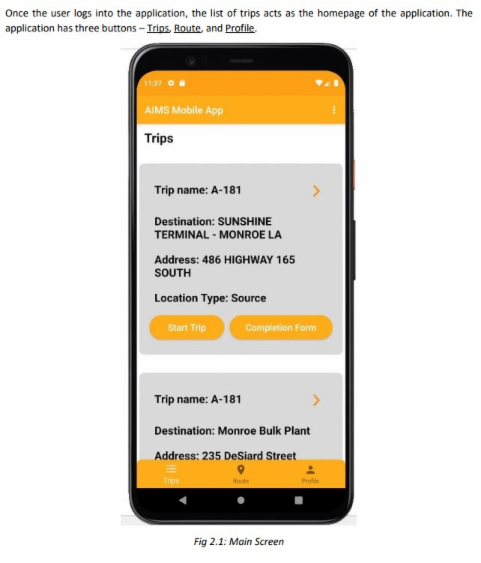 Once the user logs into the application, the list of trips acts as the homepage of the application. The
application has three buttons – Trips, Route, and Profile.
11:37
AIMS Mobile App
Trips
Trip name: A-181
Destination: SUNSHINE
TERMINAL - MONROE LA
Address: 486 HIGHWAY 165
SOUTH
Location Type: Source
Start Trip Completion Form
Trip name: A-181
Destination: Monroe Bulk Plant
Address: 235 DeSiard Street
Trips Route Profile
Fig 2.1: Main Screen